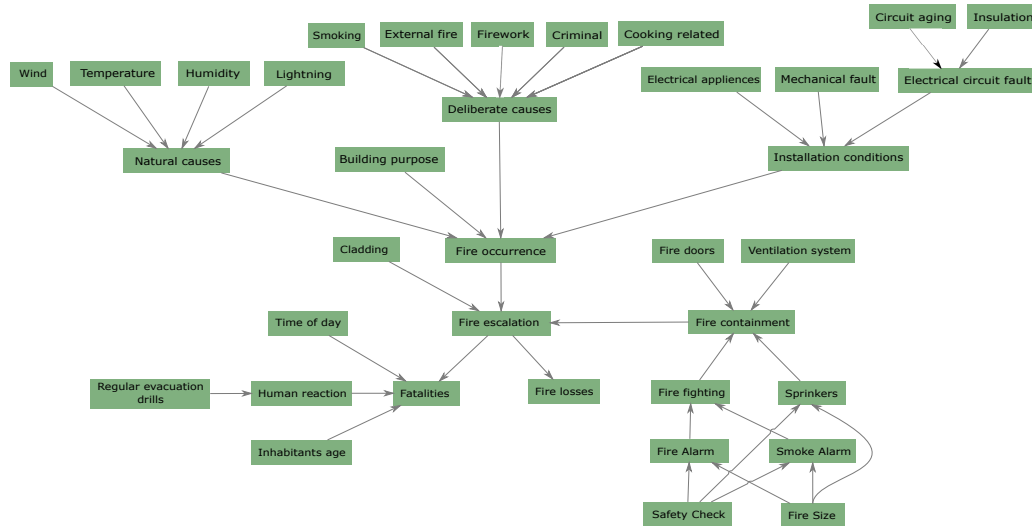 Circuit aging
Insulation
Smoking
External fire
Firework
Criminal
Cooking related
Wind
Temperature
Humidity
Lightning
Electrical appliences
Mechanical fault
Electrical circuit fault
Deliberate causes
Natural causes
Building purpose
Installation conditions
Cladding
Fire occurrence
Fire doors
Ventilation system
Time of day
Fire escalation
Fire containment
Regular evacuation
drills
Human reaction
Fatalities
Fire losses
Fire fighting
Sprinkers
Inhabitants age
Fire Alarm
Smoke Alarm
Safety Check
Fire Size